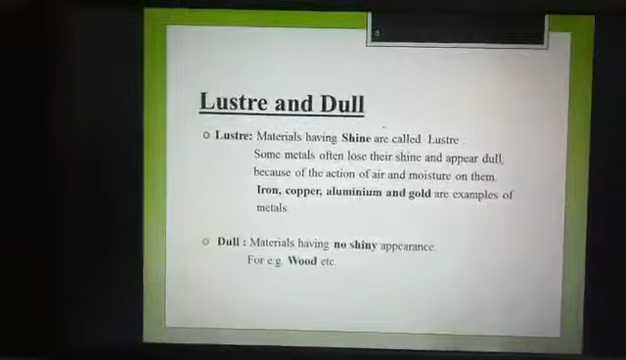 Lustre and Dull
Lustre: Materials having Shine are called Lustre .
Some metals often lose their shine and appear dull,
because of the action of air and moisture on them.
Iron, copper, aluminium and gold are examples of
metals.
Dull : Materials having no shiny appearance.
For e.g. Wood etc.